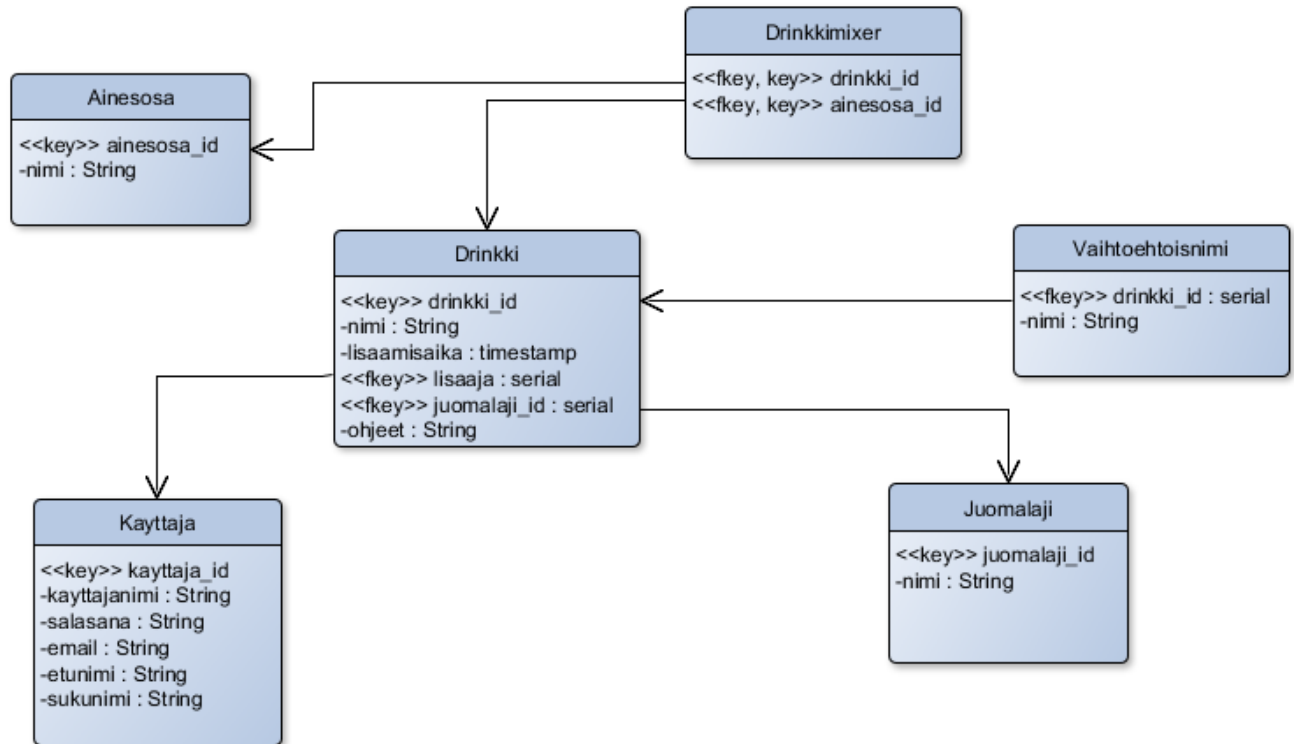 Drinkkimixer
<<fkey, key>> drinkki_id
<<fkey, key>> ainesosa_id
Ainesosa
<<key>> ainesosa_id
-nimi : String
Drinkki
<<key>> drinkki_id
-nimi : String
-lisaamisaika : timestamp
<<fkey>> lisaaja : serial
<<fkey>> juomalaji_id : serial
-ohjeet : String
Vaihtoehtoisnimi
<<fkey>> drinkki_id : serial
-nimi : String
Kayttaja
<<key>> kayttaja_id
-kayttajanimi : String
-salasana : String
-email : String
-etunimi : String
-sukunimi : String
Juomalaji
<<key>> juomalaji_id
-nimi : String